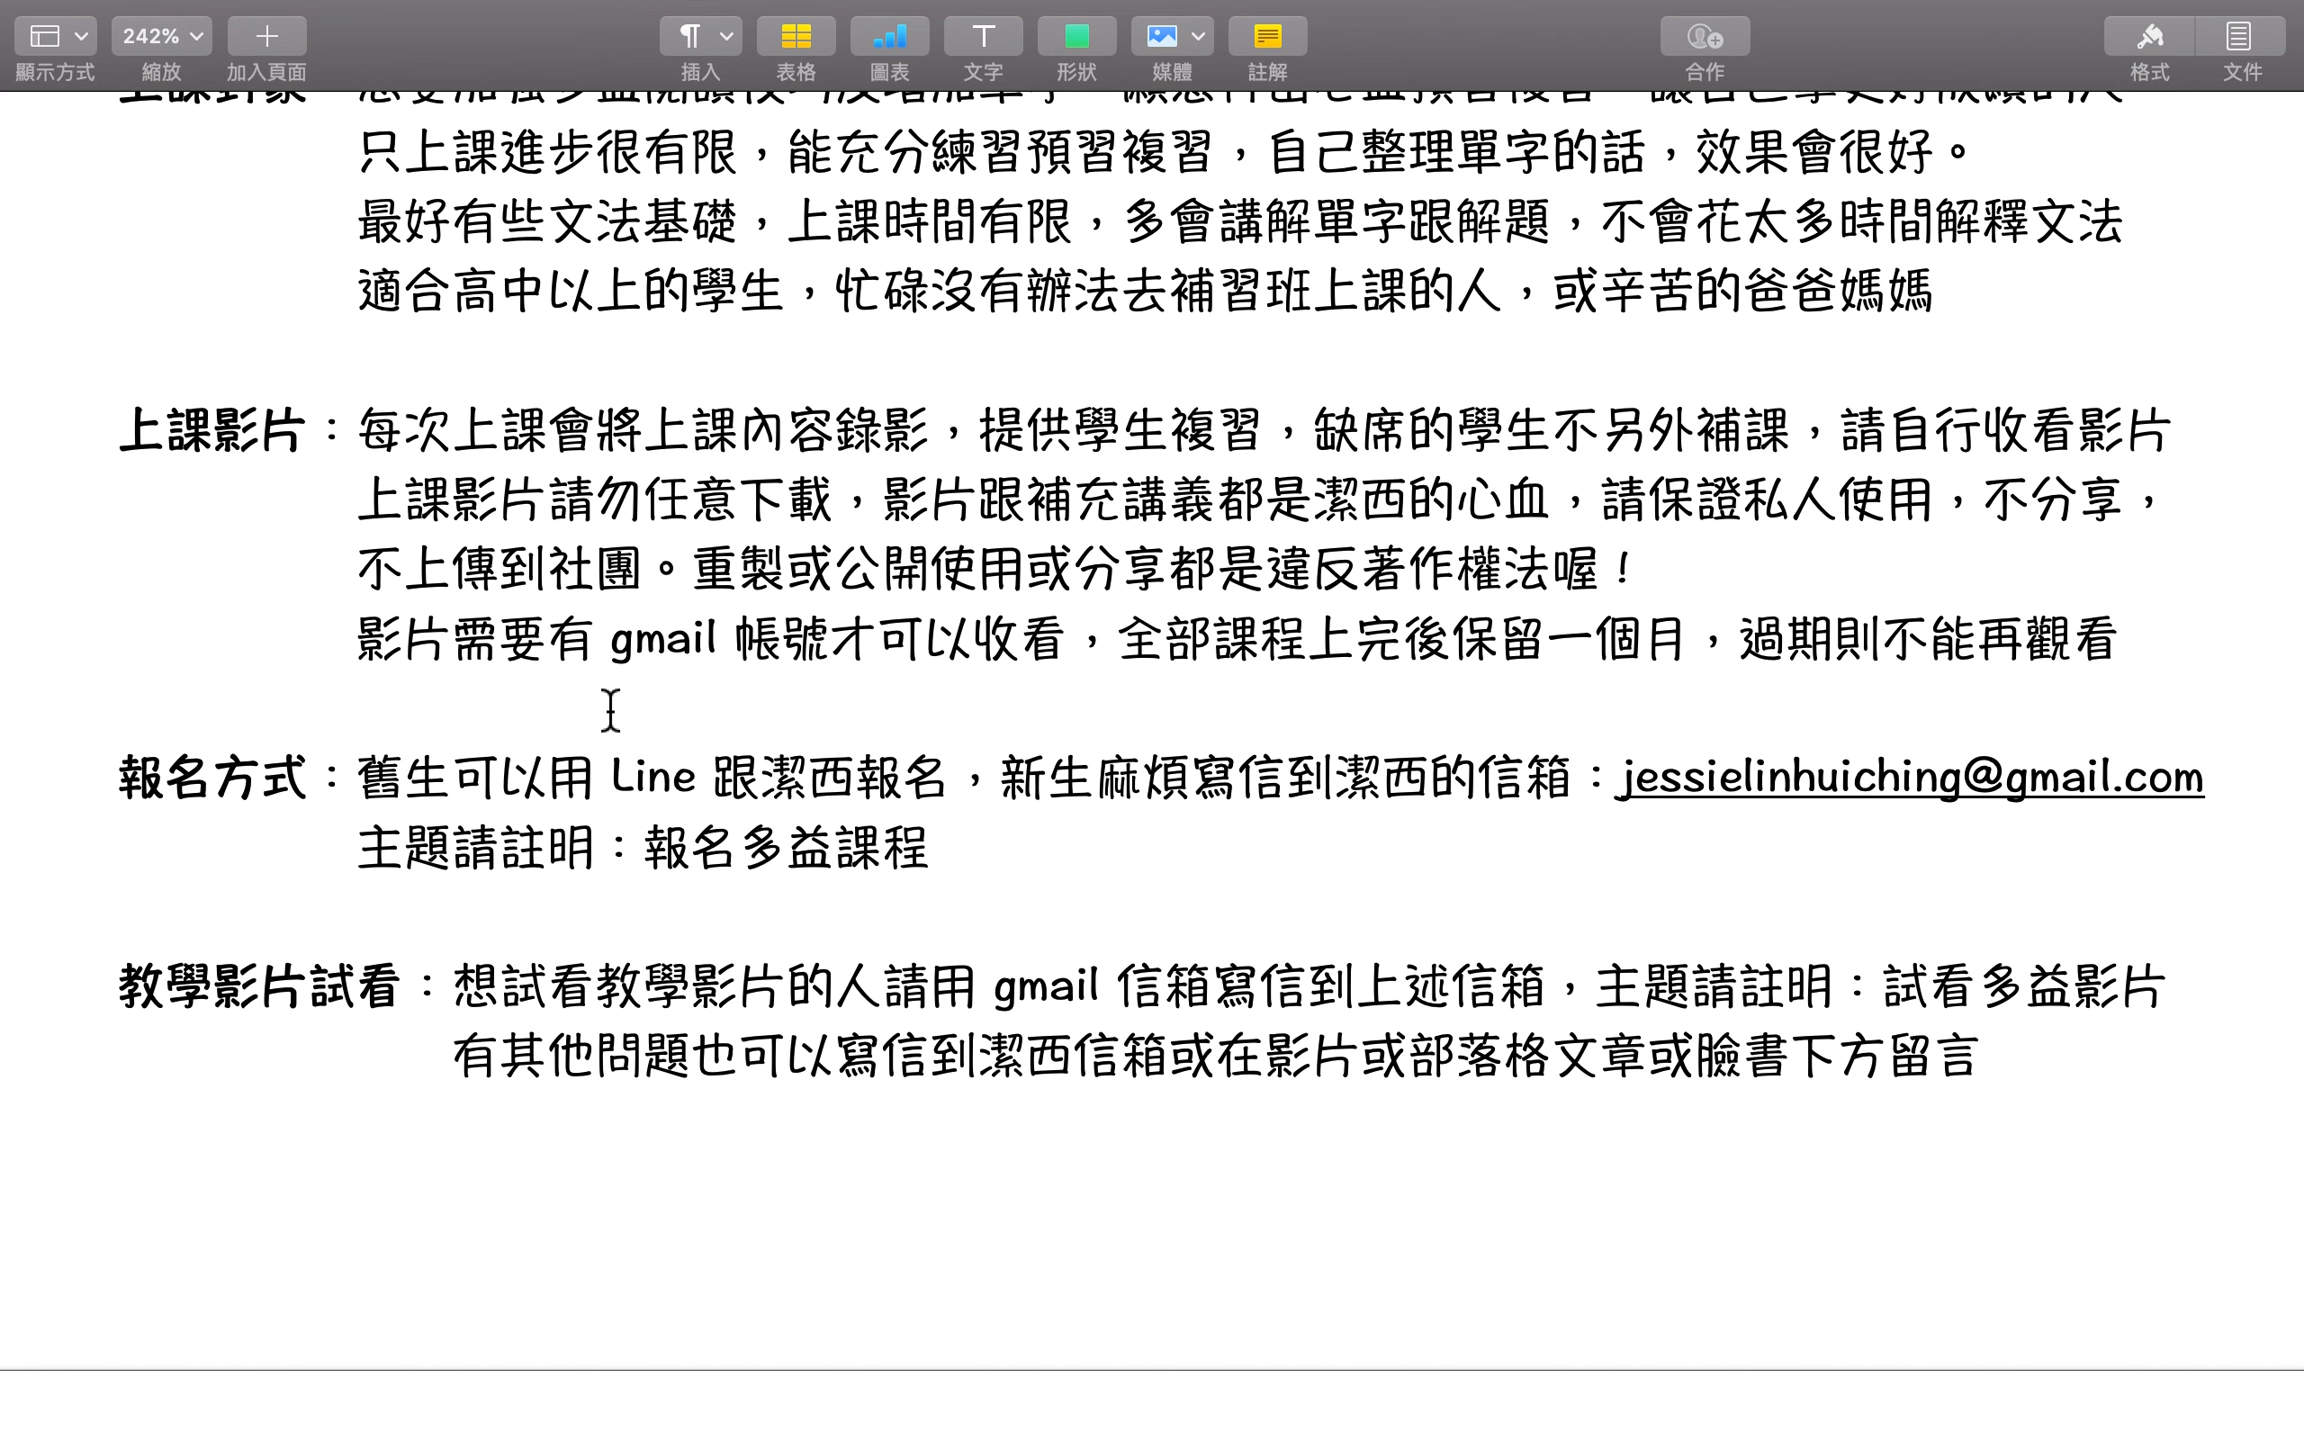 242%
顯示方式 縮放 加入頁面 插入 表格 圖表 文字 形狀 媒體 註解 合作 格式 文件
只上課進步很有限，能充分練習預習複習，自己整理單字的話，效果會很好。
最好有些文法基礎，上課時間有限，多會講解單字跟解題，不會花太多時間解釋文法
適合高中以上的學生，忙碌沒有辦法去補習班上課的人，或辛苦的爸爸媽媽
上課影片：每次上課會將上課內容錄影，提供學生複習，缺席的學生不另外補課，請自行收看影片
上課影片請勿任意下載，影片跟補充講義都是潔西的心血，請保證私人使用，不分享，
不上傳到社團。重製或公開使用或分享都是違反著作權法喔！
影片需要有 gmail 帳號才可以收看，全部課程上完後保留一個月，過期則不能再觀看
報名方式：舊生可以用 Line 跟潔西報名，新生麻煩寫信到潔西的信箱：jessielinhuiching@gmail.com
主題請註明：報名多益課程
教學影片試看：想試看教學影片的人請用 gmail 信箱寫信到上述信箱，主題請註明：試看多益影片
有其他問題也可以寫信到潔西信箱或在影片或部落格文章或臉書下方留言